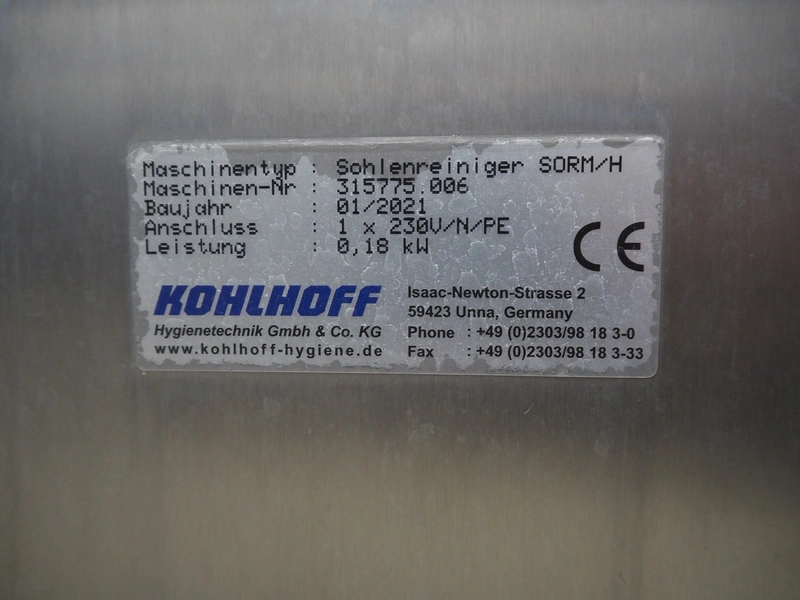 Maschinentyp : Sohlenreiniger SORM/H
Maschinen-Nr : 315775.006
Baujahr : 01/2021
Anschluss : 1 x 230V/N/PE
Leistung : 0,18 kW
CE
KOHLHOFF
Hygienetechnik Gmbh & Co. KG
www.kohlhoff-hygiene.de
Isaac-Newton-Strasse 2
59423 Unna, Germany
Phone : +49 (0)2303/98 18 3-0
Fax : +49 (0)2303/98 18 3-33